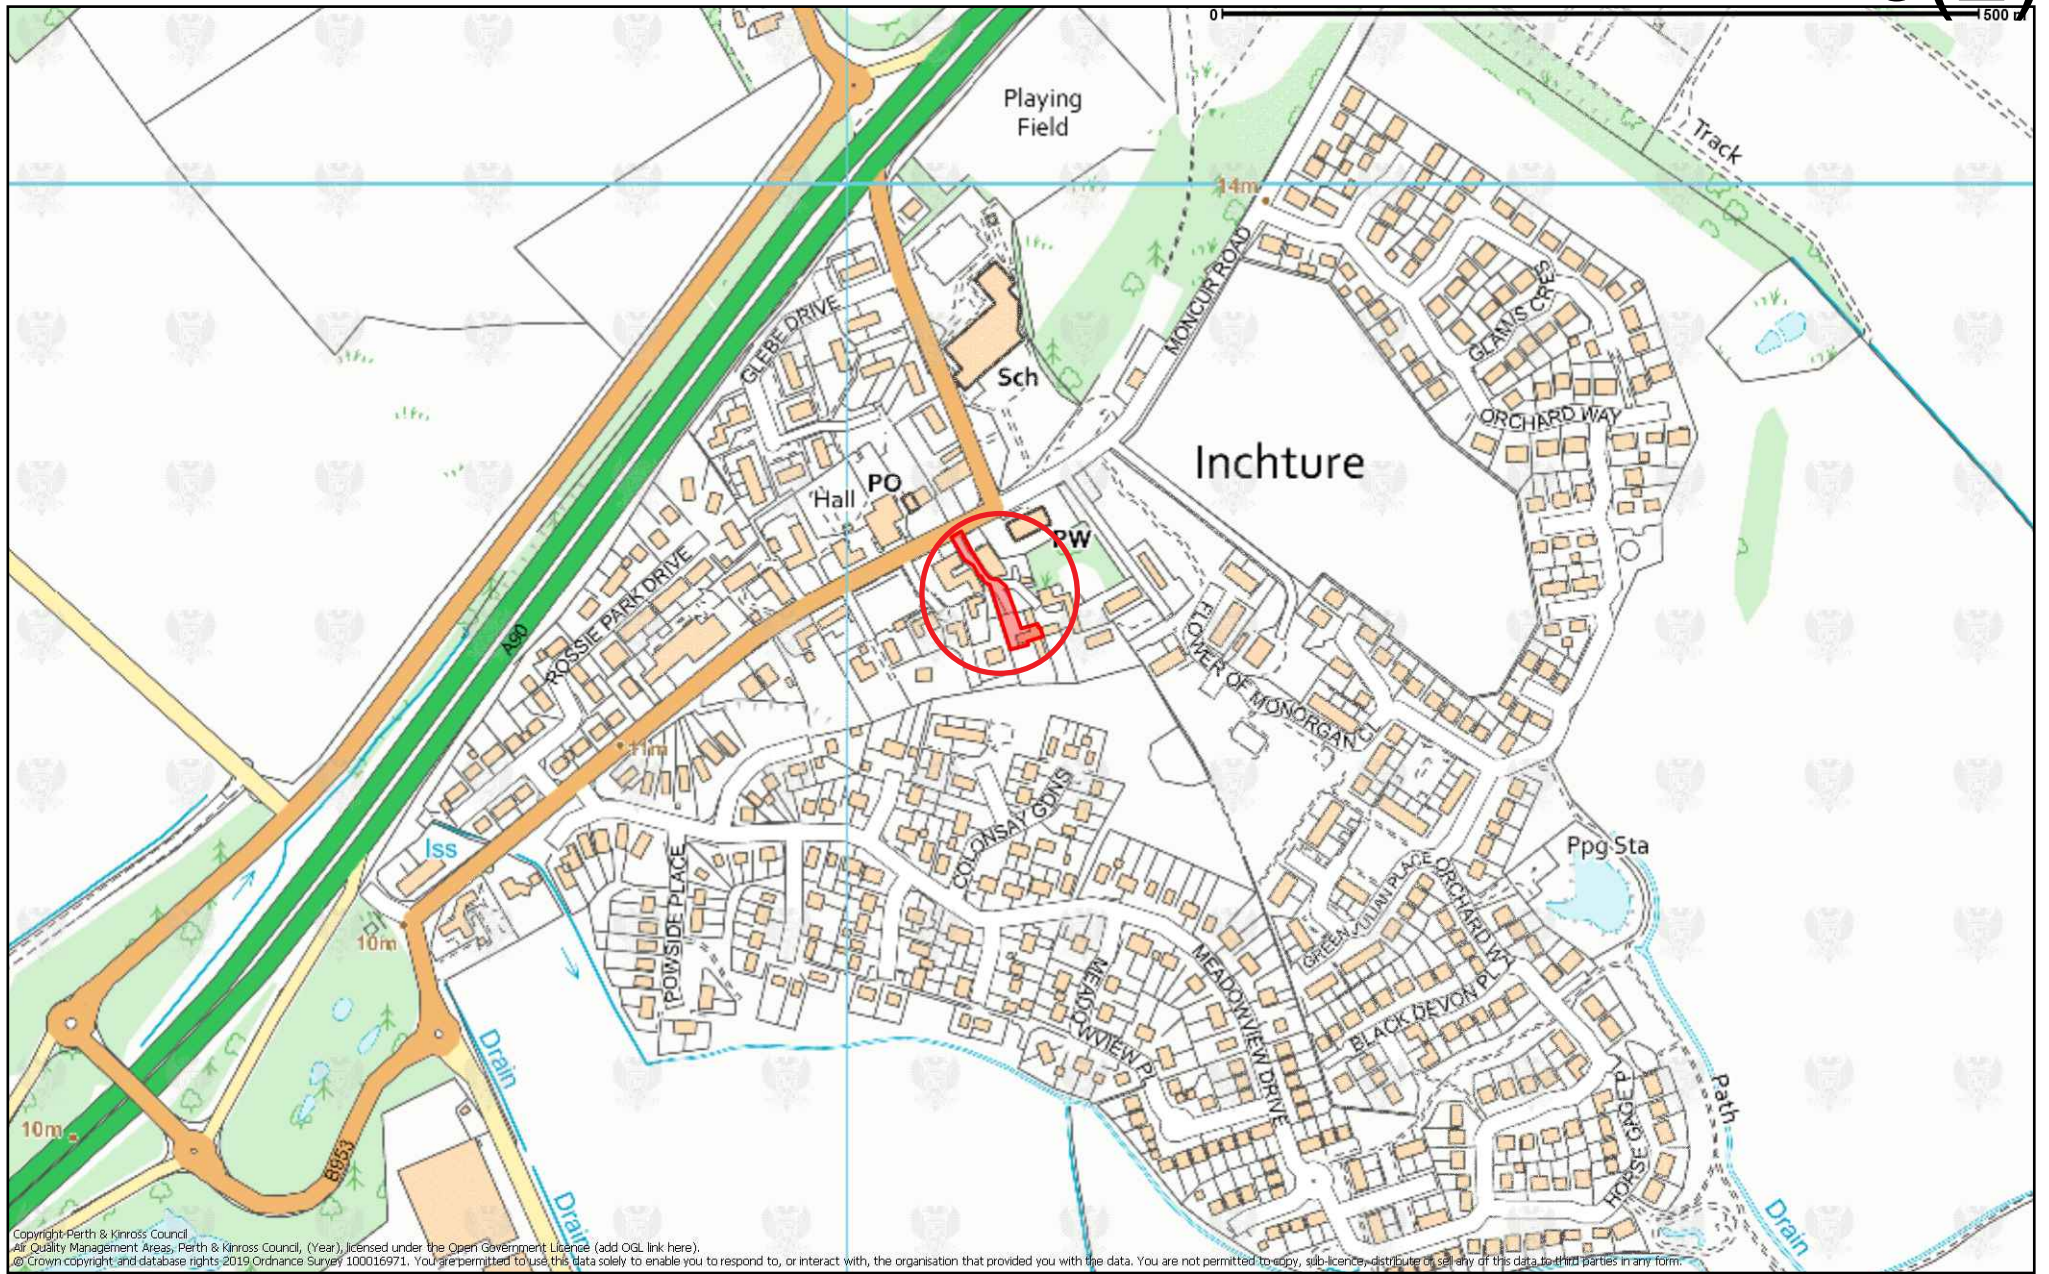 0 500 m
Playing
Field
Track
14m
MONCUR ROAD
GLEBE DRIVE
GLAMIS CRES
Sch
ORCHARD WAY
Inchture
PO
Hall
PW
ROSSIE PARK DRIVE
A90
FLOWER OF MONORGAN
11m
COLONSAY GDNS
Iss
Ppg Sta
POWSIDE PLACE
GREEN JULIAN PLACE
ORCHARD WY
10m
MEADOWVIEW PL
MEADOWVIEW DRIVE
BLACK DEVON PL
Drain
HORSE GAGE PL
Path
10m
B953
Drain
Drain
Copyright Perth & Kinross Council
Air Quality Management Areas, Perth & Kinross Council, (Year), licensed under the Open Government Licence (add OGL link here).
© Crown copyright and database rights 2019 Ordnance Survey 100016971. You are permitted to use this data solely to enable you to respond to, or interact with, the organisation that provided you with the data. You are not permitted to copy, sub-licence, distribute or sell any of this data to third parties in any form.